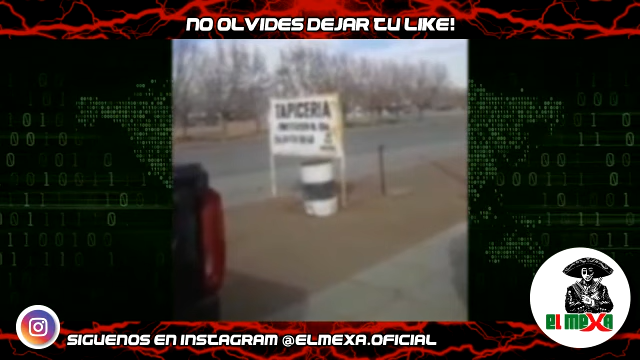 NO OLVIDES DEJAR TU LIKE!
TAPICERIA
EL MEXA
SIGUENOS EN INSTAGRAM @ELMEXA.OFICIAL